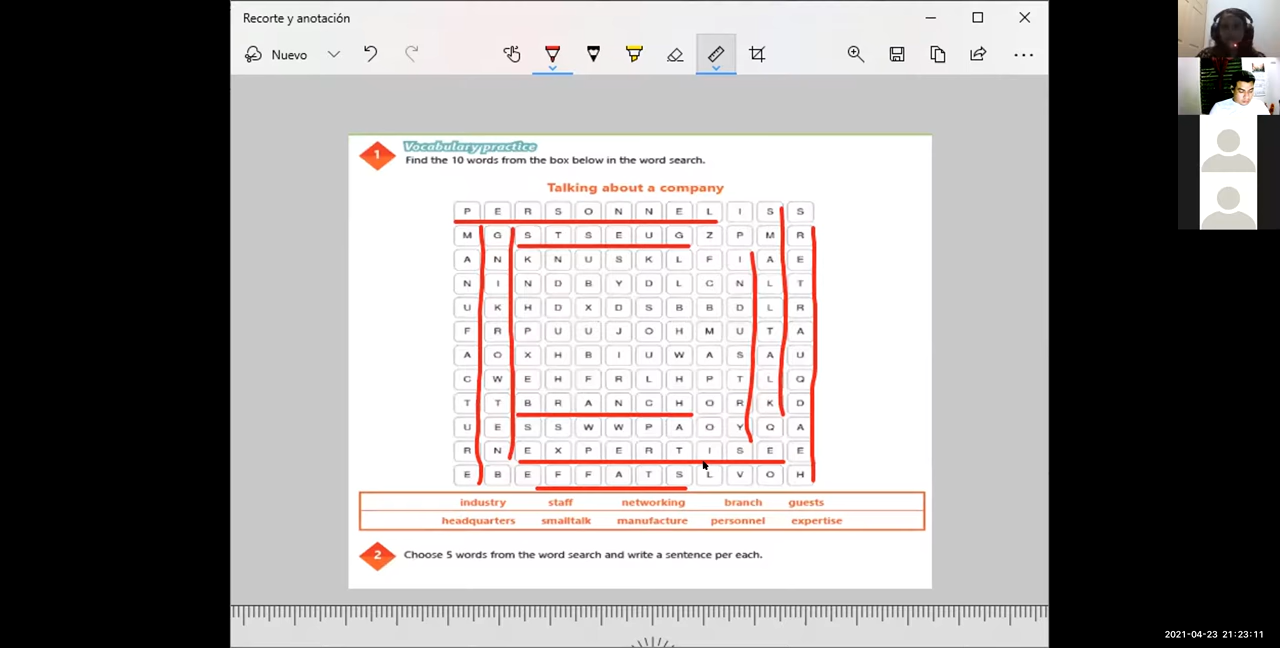 Recorte y anotación
Nuevo
1
Vocabulary practice
Find the 10 words from the box below in the word search.
Talking about a company
P E R S O N N E L I S S
M G S T S E U G Z P M R
A N K N U S K L F I A E
N I N D B Y D L C N L T
U K H D X D S B B D L R
F R P U U J O H M U T A
A O X H B I U W A S A U
C W E H F R L H P T L Q
T T B R A N C H O R K D
U E S S W W P A O Y Q A
R N E X P E R T I S E E
E B E F F A T S L V O H
industry staff networking branch guests
headquarters smalltalk manufacture personnel expertise
2
Choose 5 words from the word search and write a sentence per each.
2021-04-23 21:23:11